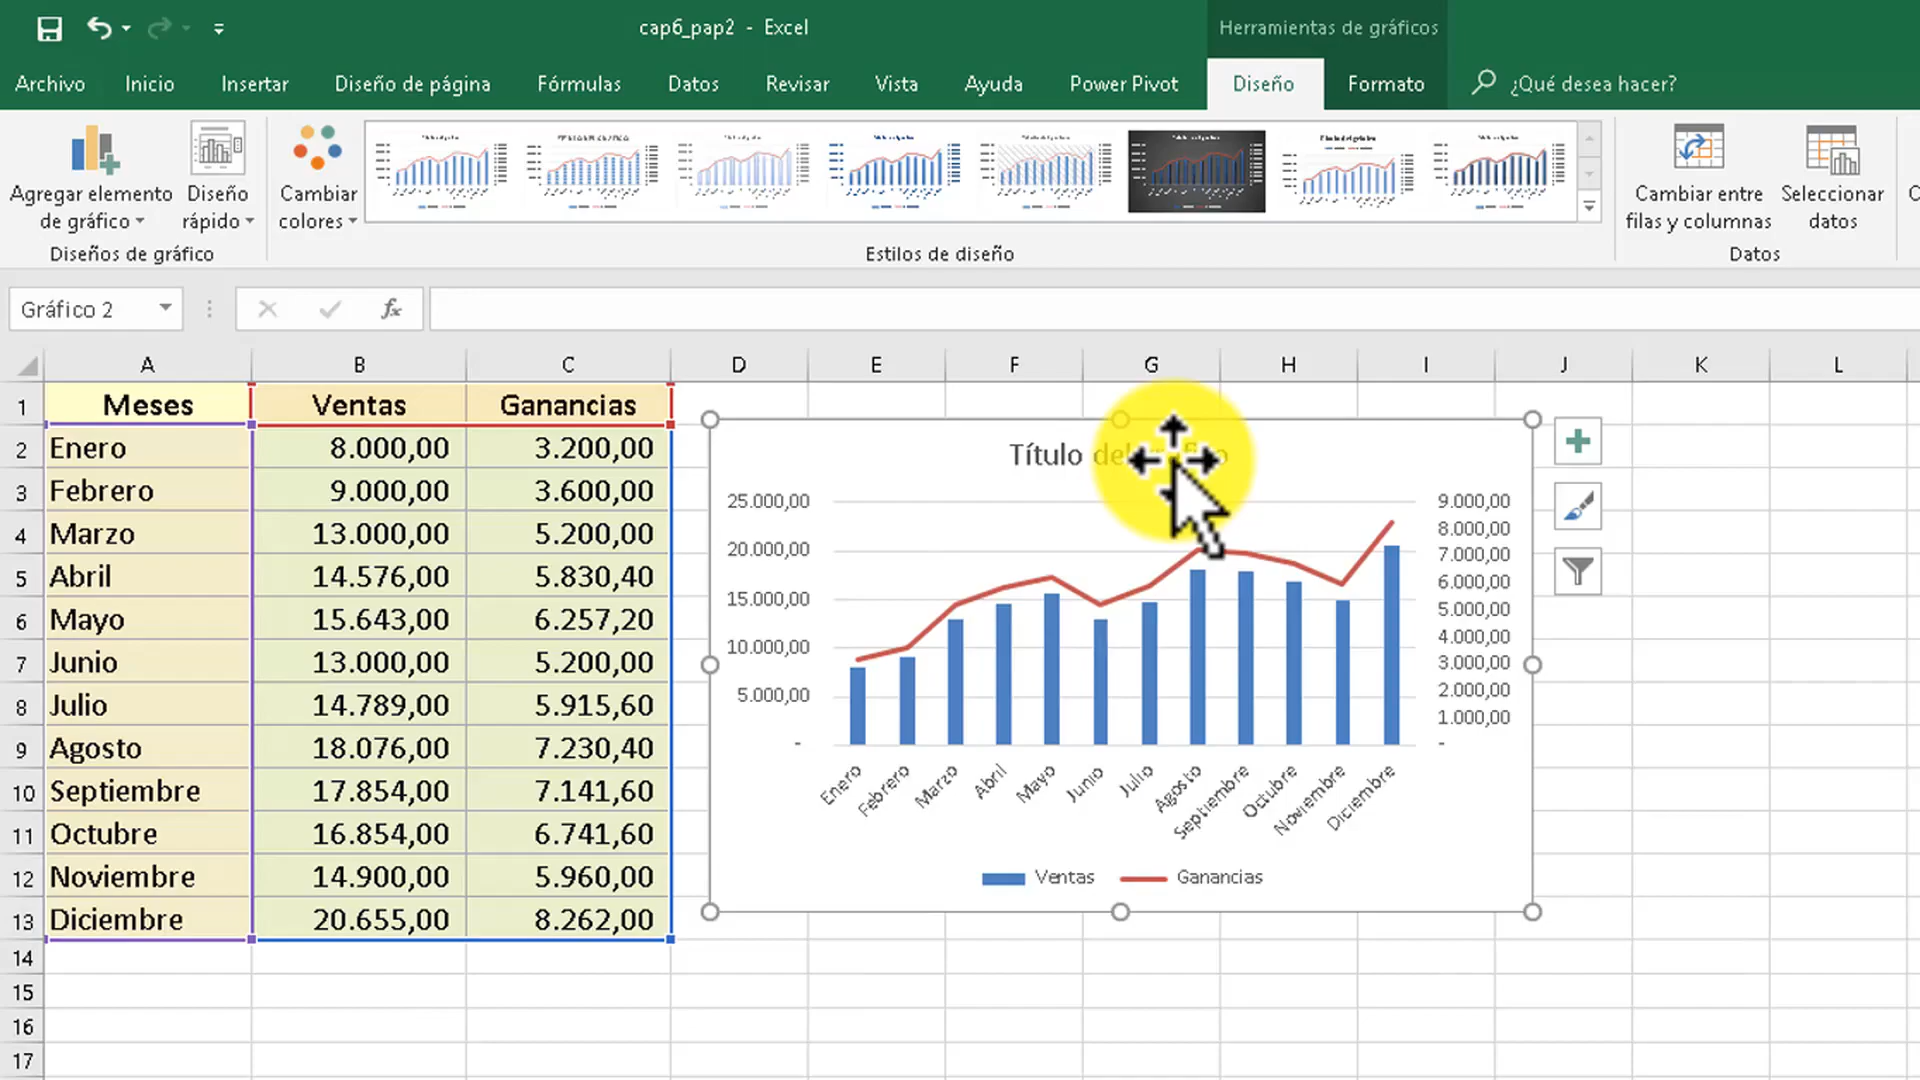 cap6_pap2 - Excel
Herramientas de gráficos
Archivo Inicio Insertar Diseño de página Fórmulas Datos Revisar Vista Ayuda Power Pivot Diseño Formato ¿Qué desea hacer?
Agregar elemento de gráfico
Diseño rápido
Diseños de gráfico
Cambiar colores
Estilos de diseño
Cambiar entre filas y columnas
Seleccionar datos
Datos
Gráfico 2
fx
A B C D E F G H I J K L
1 Meses Ventas Ganancias
2 Enero 8.000,00 3.200,00
3 Febrero 9.000,00 3.600,00
4 Marzo 13.000,00 5.200,00
5 Abril 14.576,00 5.830,40
6 Mayo 15.643,00 6.257,20
7 Junio 13.000,00 5.200,00
8 Julio 14.789,00 5.915,60
9 Agosto 18.076,00 7.230,40
10 Septiembre 17.854,00 7.141,60
11 Octubre 16.854,00 6.741,60
12 Noviembre 14.900,00 5.960,00
13 Diciembre 20.655,00 8.262,00
14
15
16
17
Título del
25.000,00
20.000,00
15.000,00
10.000,00
5.000,00
-
9.000,00
8.000,00
7.000,00
6.000,00
5.000,00
4.000,00
3.000,00
2.000,00
1.000,00
-
Enero Febrero Marzo Abril Mayo Junio Julio Agosto Septiembre Octubre Noviembre Diciembre
Ventas Ganancias